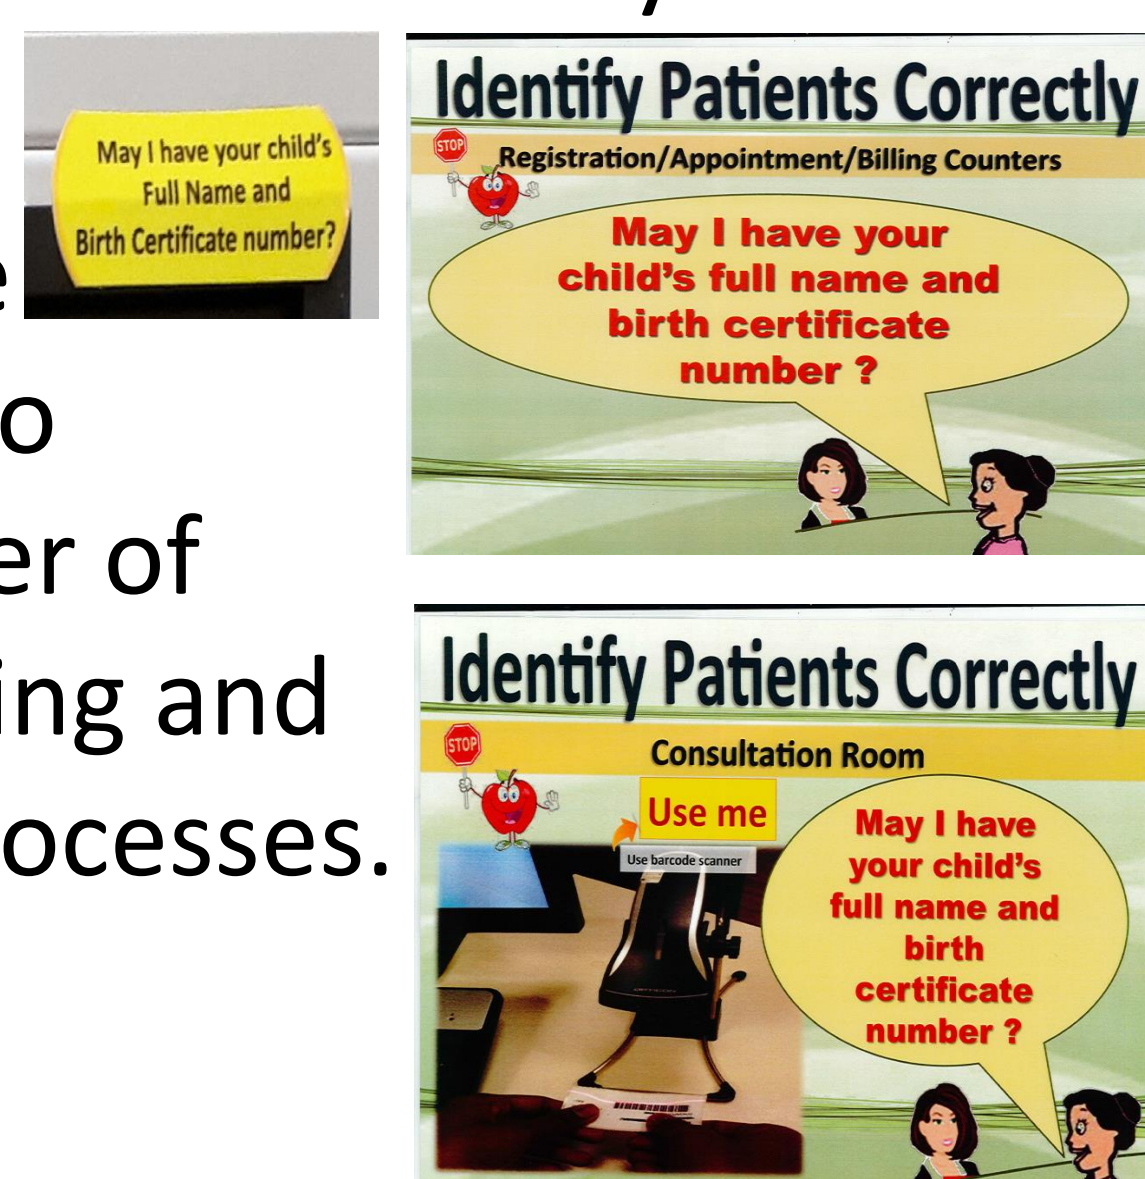 May I have your child's
Full Name and
Birth Certificate number?
o
er of
ing and
ocesses.
Identify Patients Correctly
STOP
Registration/Appointment/Billing Counters
May I have your
child's full name and
birth certificate
number ?
Identify Patients Correctly
STOP
Consultation Room
Use me
Use barcode scanner
May I have
your child's
full name and
birth
certificate
number ?
OPTICON